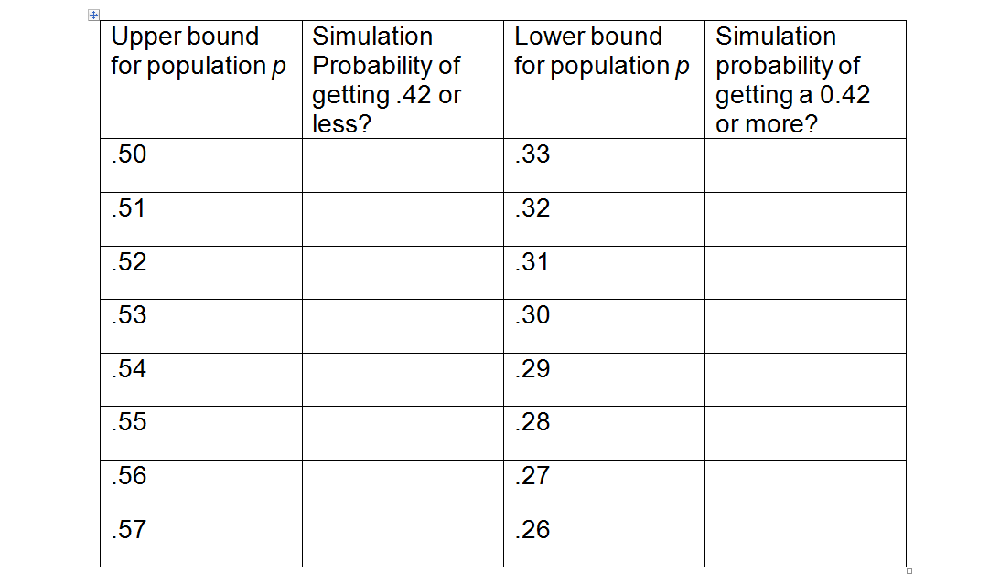 Upper bound
for population p
Simulation
Probability of
getting .42 or
less?
Lower bound
for population p
Simulation
probability of
getting a 0.42
or more?
.50
.33
.51
.32
.52
.31
.53
.30
.54
.29
.55
.28
.56
.27
.57
.26